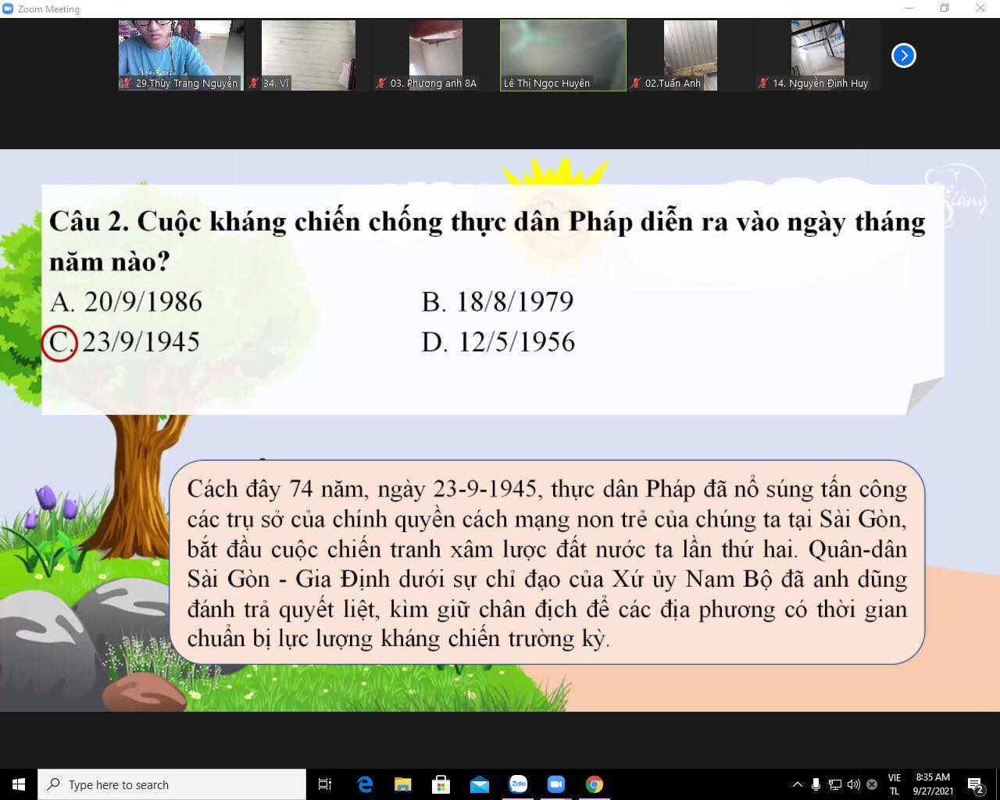 Zoom Meeting
29.Thùy Trang Nguyễn
34. Vĩ
03. Phương anh 8A
Lê Thị Ngọc Huyên
02.Tuấn Anh
14. Nguyễn Đình Huy
Giăng
Câu 2. Cuộc kháng chiến chống thực dân Pháp diễn ra vào ngày tháng
năm nào?
A. 20/9/1986 B. 18/8/1979
C. 23/9/1945 D. 12/5/1956
Cách đây 74 năm, ngày 23-9-1945, thực dân Pháp đã nổ súng tấn công
các trụ sở của chính quyền cách mạng non trẻ của chúng ta tại Sài Gòn,
bắt đầu cuộc chiến tranh xâm lược đất nước ta lần thứ hai. Quân-dân
Sài Gòn - Gia Định dưới sự chỉ đạo của Xứ ủy Nam Bộ đã anh dũng
đánh trả quyết liệt, kìm giữ chân địch để các địa phương có thời gian
chuẩn bị lực lượng kháng chiến trường kỳ.
Type here to search
Zalo
VIE
TL
8:35 AM
9/27/2021
2